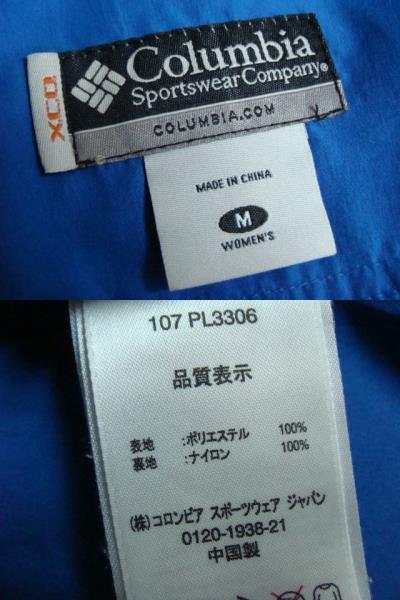 XCO
Columbia
Sportswear Company®
COLUMBIA.COM
MADE IN CHINA
M
WOMEN'S
107 PL3306
品質表示
表地 :ポリエステル 100%
裏地 :ナイロン 100%
(株)コロンビア スポーツウェア ジャパン
0120-1938-21
中国製